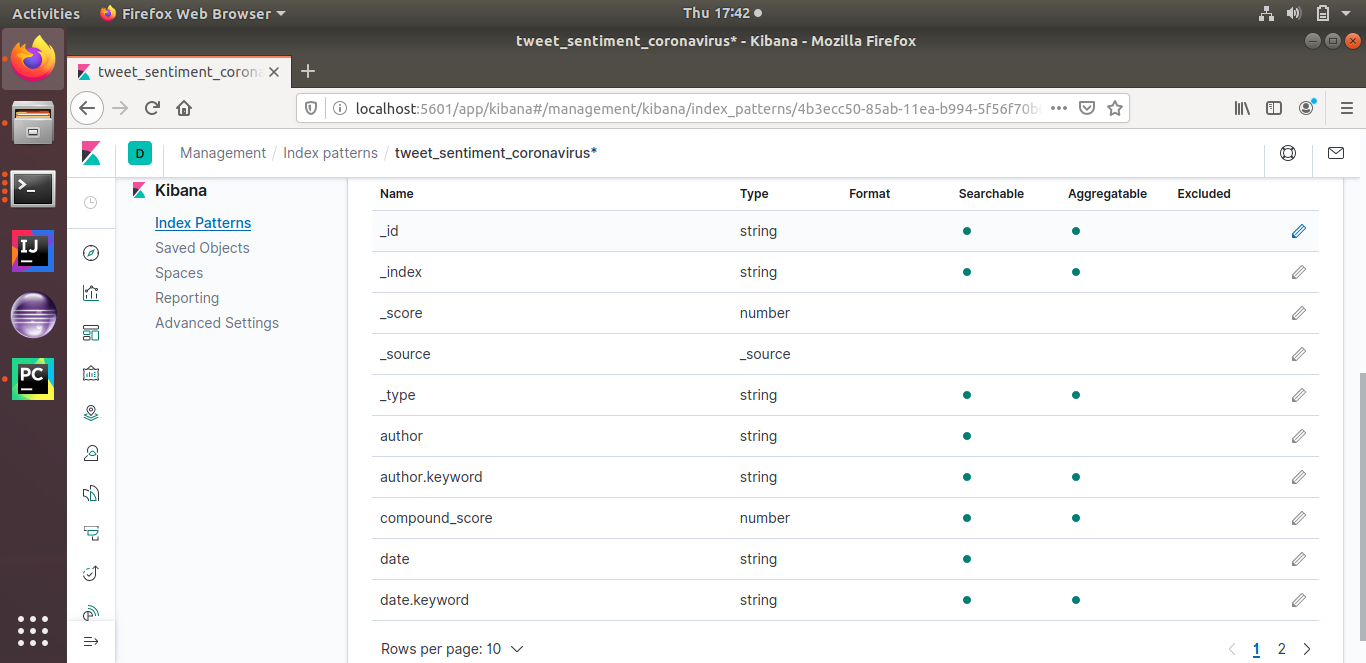 Activities Firefox Web Browser Thu 17:42
tweet_sentiment_coronavirus* - Kibana - Mozilla Firefox
tweet_sentiment_corona
localhost:5601/app/kibana#/management/kibana/index_patterns/4b3ecc50-85ab-11ea-b994-5f56f70b
D Management / Index patterns / tweet_sentiment_coronavirus*
Kibana
Index Patterns
Saved Objects
Spaces
Reporting
Advanced Settings
Name Type Format Searchable Aggregatable Excluded
_id string
_index string
_score number
_source _source
_type string
author string
author.keyword string
compound_score number
date string
date.keyword string
Rows per page: 10 1 2
IJ
PC